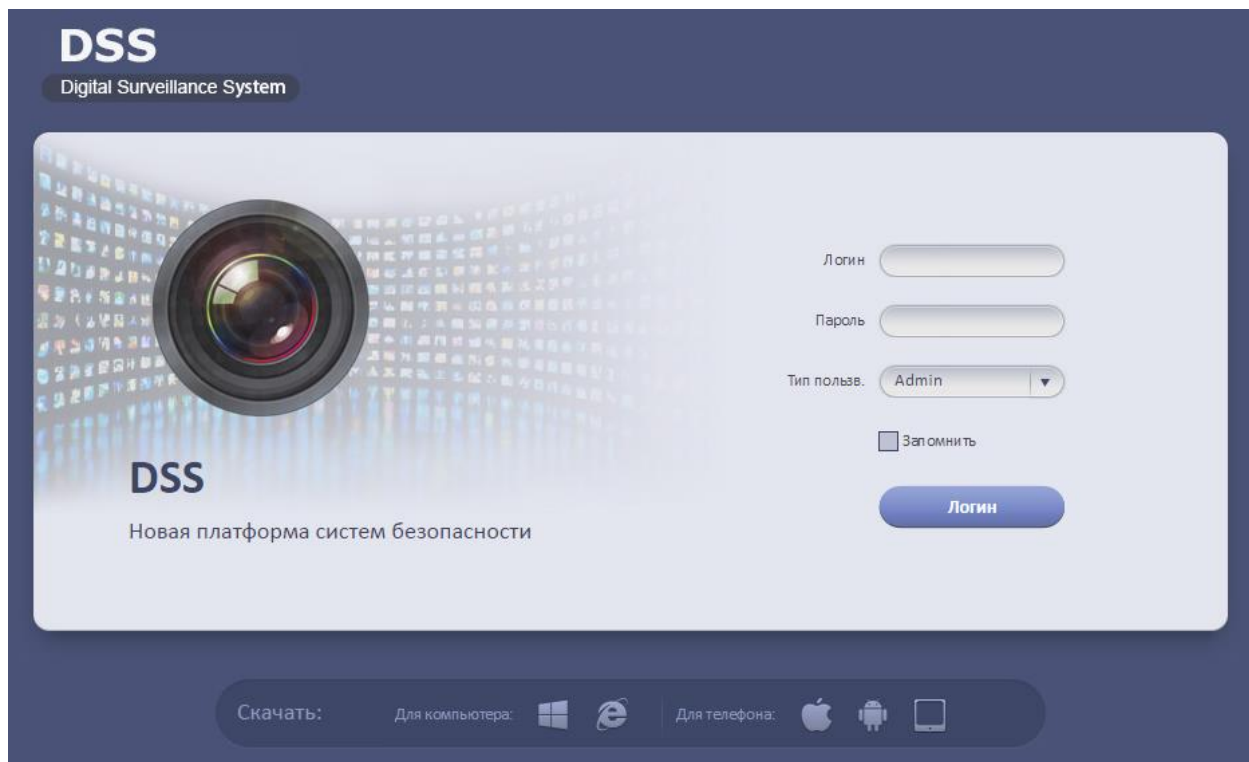 DSS
Digital Surveillance System
Логин
Пароль
Тип пользв.
Admin
Запомнить
Логин
DSS
Новая платформа систем безопасности
Скачать:
Для компьютера:
Для телефона: